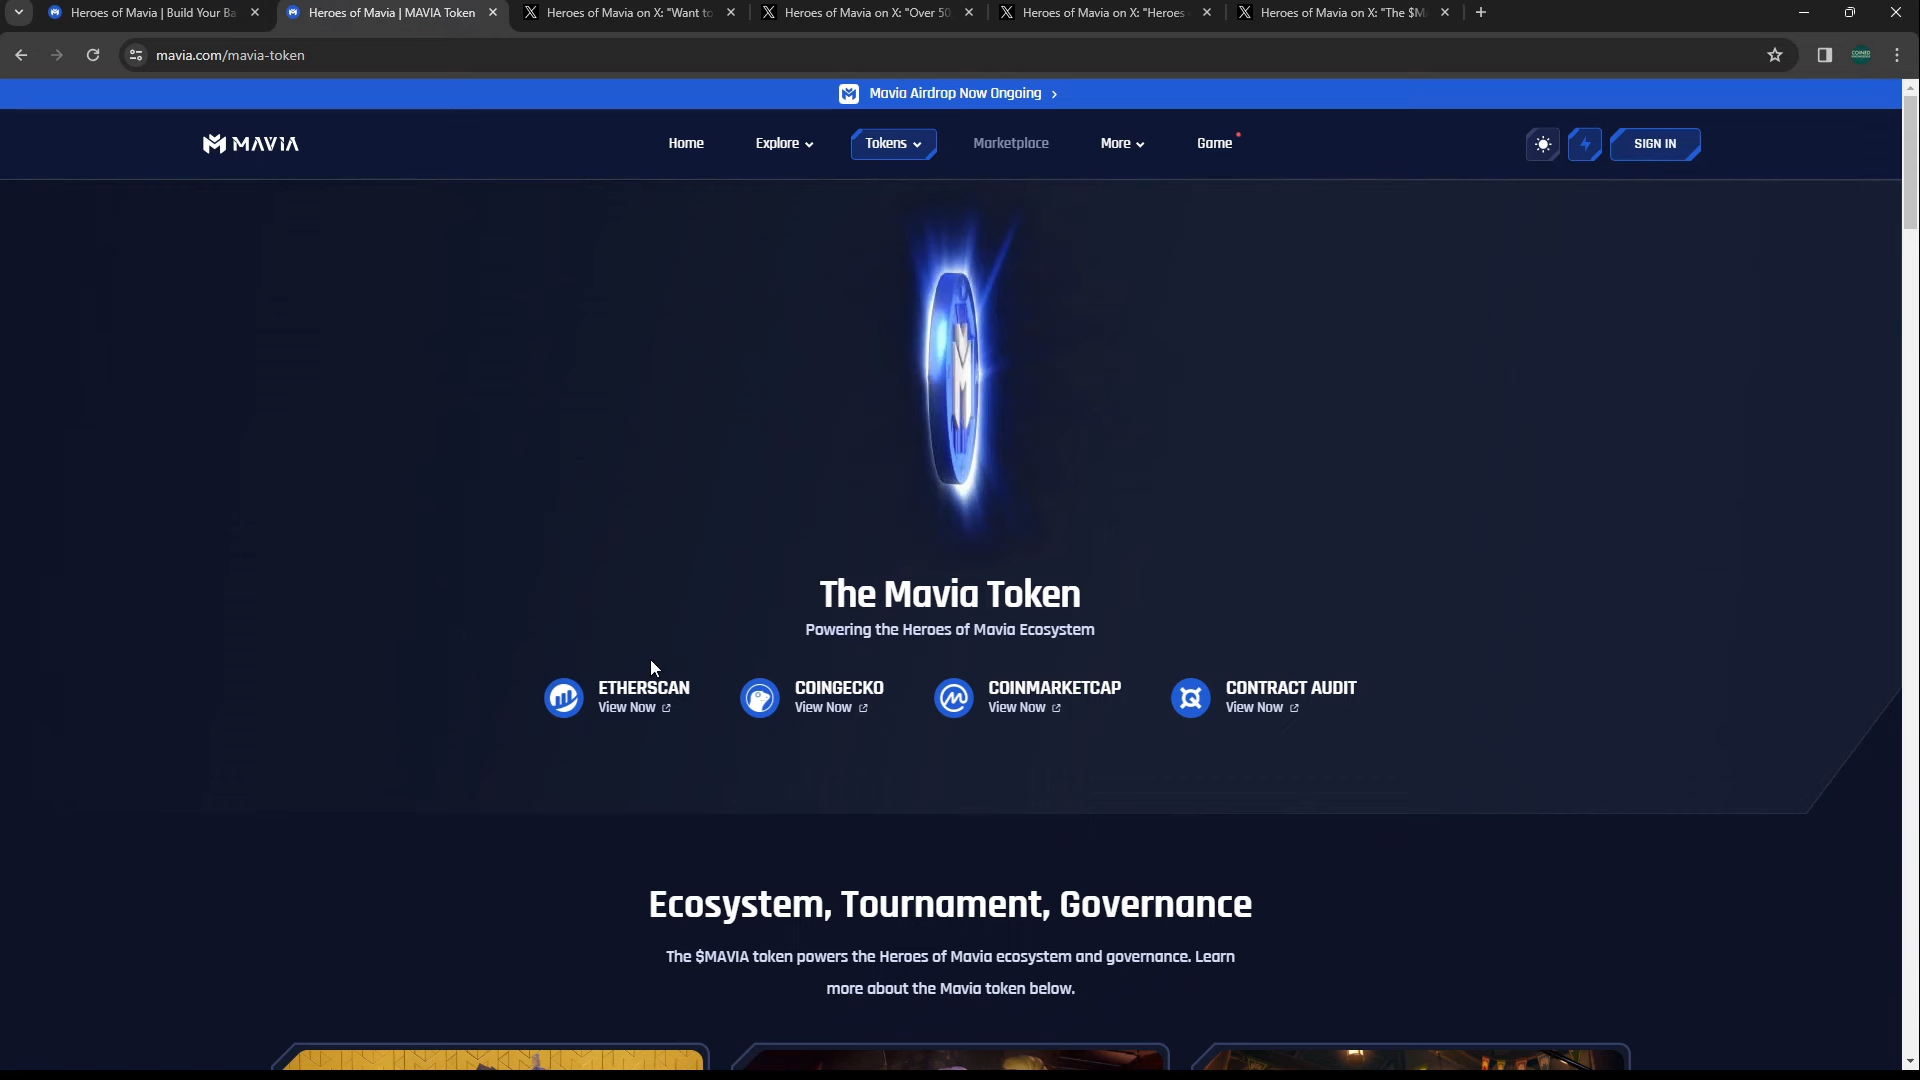 Heroes of Mavia | Build Your Ba
Heroes of Mavia | MAVIA Token
Heroes of Mavia on X: "Want to
Heroes of Mavia on X: "Over 50
Heroes of Mavia on X: "Heroes
Heroes of Mavia on X: "The $M
mavia.com/mavia-token
Mavia Airdrop Now Ongoing
MAVIA
Home
Explore
Tokens
Marketplace
More
Game
SIGN IN
The Mavia Token
Powering the Heroes of Mavia Ecosystem
ETHERSCAN
View Now
COINGECKO
View Now
COINMARKETCAP
View Now
CONTRACT AUDIT
View Now
Ecosystem, Tournament, Governance
The $MAVIA token powers the Heroes of Mavia ecosystem and governance. Learn
more about the Mavia token below.